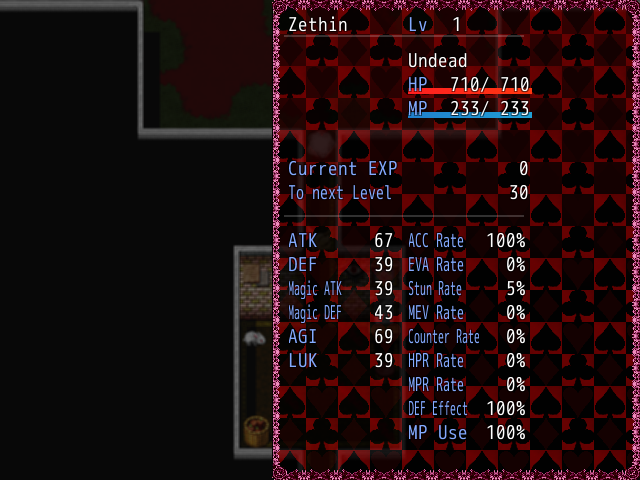 Zethin Lv 1
Undead
HP 710/ 710
MP 233/ 233
Current EXP 0
To next Level 30
ATK 67 ACC Rate 100%
DEF 39 EVA Rate 0%
Magic ATK 39 Stun Rate 5%
Magic DEF 43 MEV Rate 0%
AGI 69 Counter Rate 0%
LUK 39 HPR Rate 0%
MPR Rate 0%
DEF Effect 100%
MP Use 100%